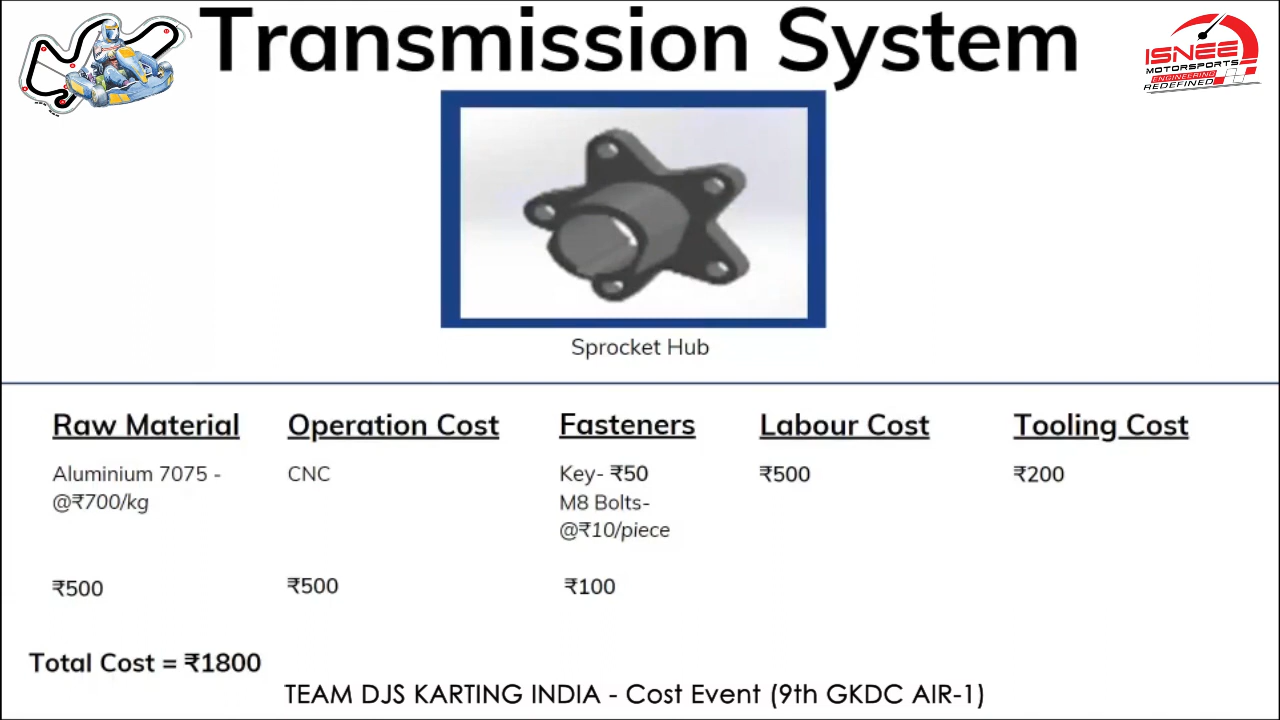 Transmission System
ISNEE
MOTORSPORTS
ENGINEERING
REDEFINED
Sprocket Hub
Raw Material
Operation Cost
Fasteners
Labour Cost
Tooling Cost
Aluminium 7075 -
@₹700/kg
CNC
Key- ₹50
M8 Bolts-
@₹10/piece
₹500
₹200
₹500
₹500
₹100
Total Cost = ₹1800
TEAM DJS KARTING INDIA - Cost Event (9th GKDC AIR-1)